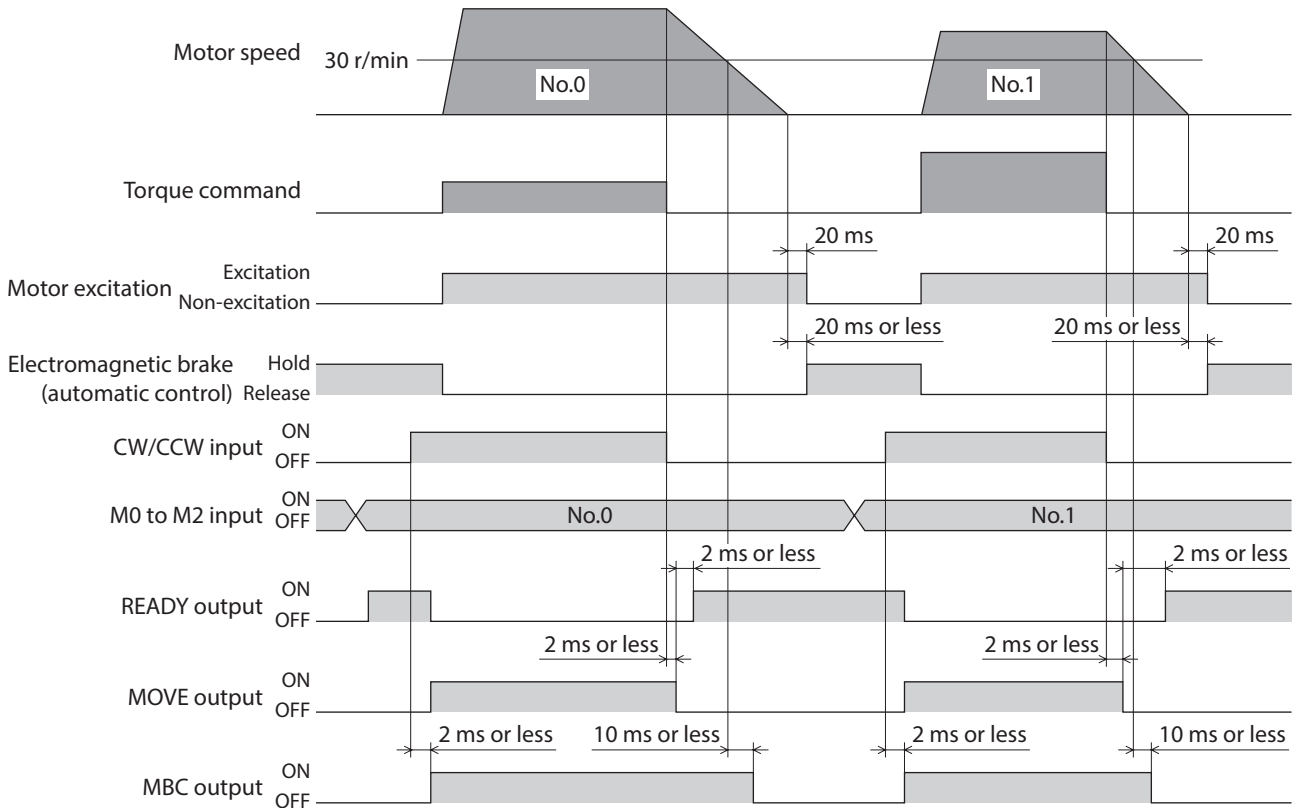 Motor speed
30 r/min
No.0
No.1
Torque command
20 ms
20 ms
Motor excitation
Excitation
Non-excitation
20 ms or less
20 ms or less
Electromagnetic brake
(automatic control)
Hold
Release
CW/CCW input
ON
OFF
M0 to M2 input
ON
OFF
No.0
No.1
2 ms or less
2 ms or less
READY output
ON
OFF
2 ms or less
2 ms or less
MOVE output
ON
OFF
2 ms or less
10 ms or less
2 ms or less
10 ms or less
MBC output
ON
OFF